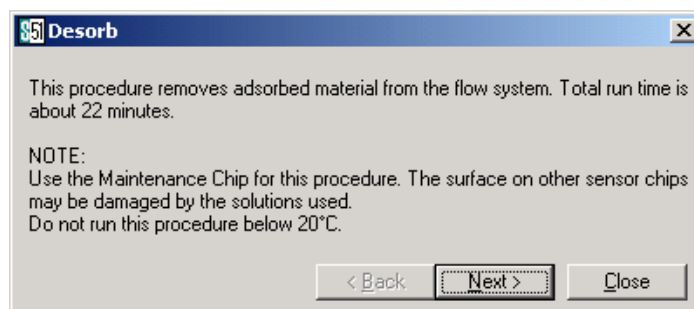 S51 Desorb
This procedure removes adsorbed material from the flow system. Total run time is
about 22 minutes.
NOTE:
Use the Maintenance Chip for this procedure. The surface on other sensor chips
may be damaged by the solutions used.
Do not run this procedure below 20°C.
< Back Next > Close